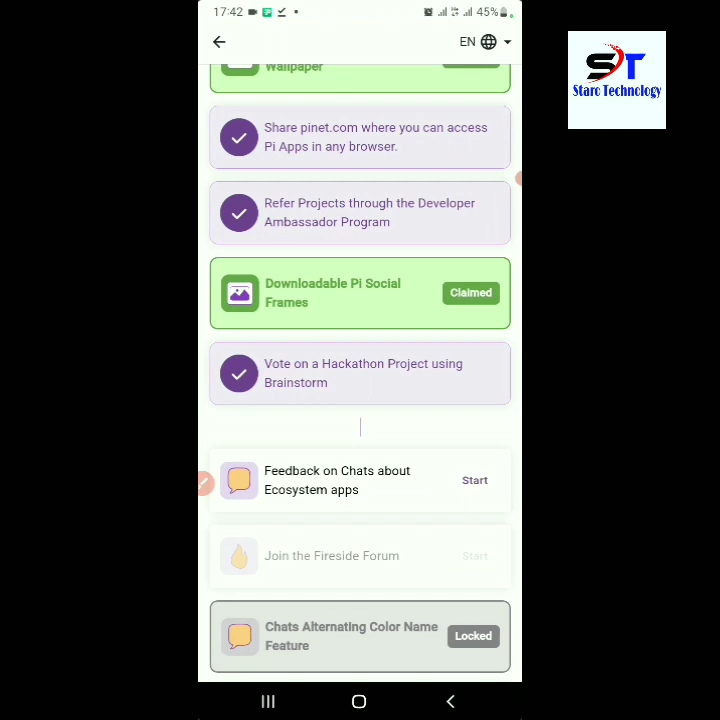 17:42
45%
EN
Wallpaper
Share pinet.com where you can access
Pi Apps in any browser.
Refer Projects through the Developer
Ambassador Program
Downloadable Pi Social
Frames
Claimed
Vote on a Hackathon Project using
Brainstorm
Feedback on Chats about
Ecosystem apps
Start
Join the Fireside Forum
Start
Chats Alternating Color Name
Feature
Locked
ST
Starc Technology